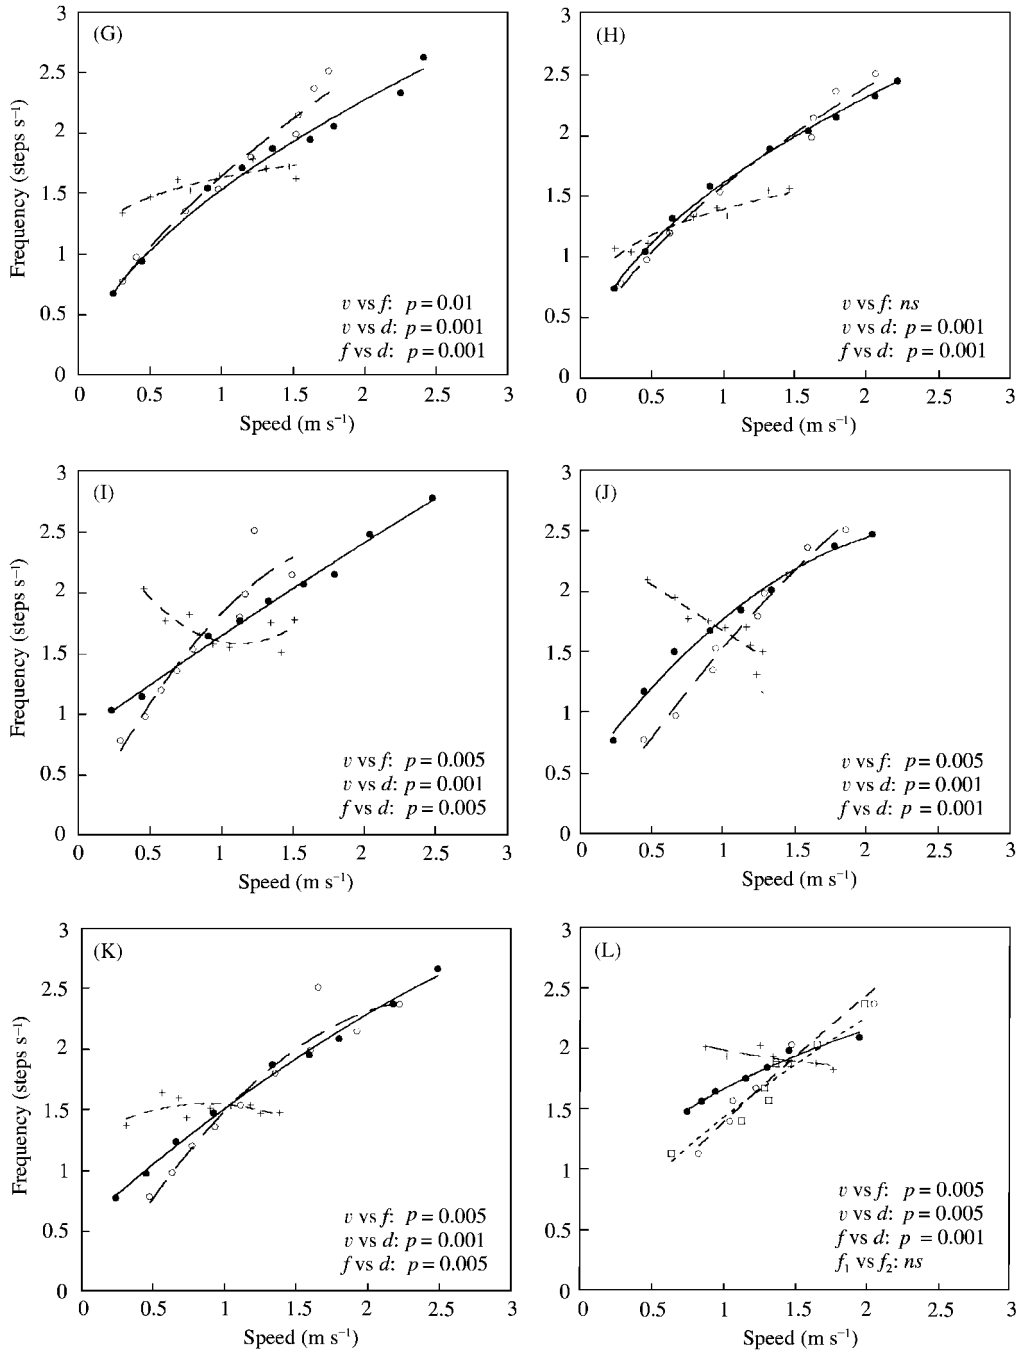 (G)
3
2.5
2
1.5
1
0.5
0
Frequency (steps s⁻¹)
v vs f: p = 0.01
v vs d: p = 0.001
f vs d: p = 0.001
0 0.5 1 1.5 2 2.5 3
Speed (m s⁻¹)
(H)
3
2.5
2
1.5
1
0.5
0
v vs f: ns
v vs d: p = 0.001
f vs d: p = 0.001
0 0.5 1 1.5 2 2.5 3
Speed (m s⁻¹)
(I)
3
2.5
2
1.5
1
0.5
0
Frequency (steps s⁻¹)
v vs f: p = 0.005
v vs d: p = 0.001
f vs d: p = 0.005
0 0.5 1 1.5 2 2.5 3
Speed (m s⁻¹)
(J)
3
2.5
2
1.5
1
0.5
0
v vs f: p = 0.005
v vs d: p = 0.001
f vs d: p = 0.001
0 0.5 1 1.5 2 2.5 3
Speed (m s⁻¹)
(K)
3
2.5
2
1.5
1
0.5
0
Frequency (steps s⁻¹)
v vs f: p = 0.005
v vs d: p = 0.001
f vs d: p = 0.005
0 0.5 1 1.5 2 2.5 3
Speed (m s⁻¹)
(L)
3
2.5
2
1.5
1
0.5
0
v vs f: p = 0.005
v vs d: p = 0.005
f vs d: p = 0.001
f₁ vs f₂: ns
0 0.5 1 1.5 2 2.5 3
Speed (m s⁻¹)